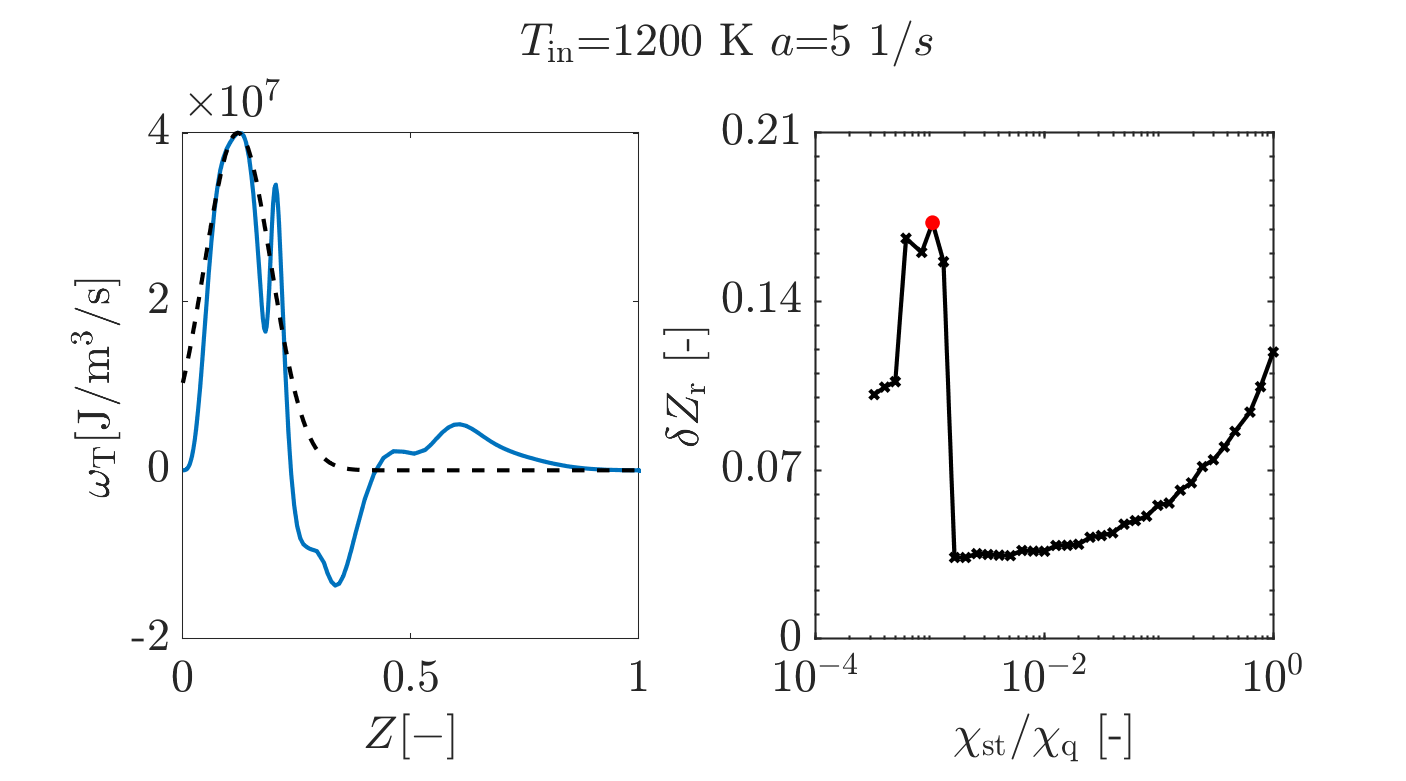 T_in=1200 K a=5 1/s
×10^7
4
2
0
-2
0 0.5 1
Z[−]
ω_T[J/m^3/s]
0.21
0.14
0.07
0
10^−4 10^−2 10^0
χ_st/χ_q [-]
δZ_r [-]